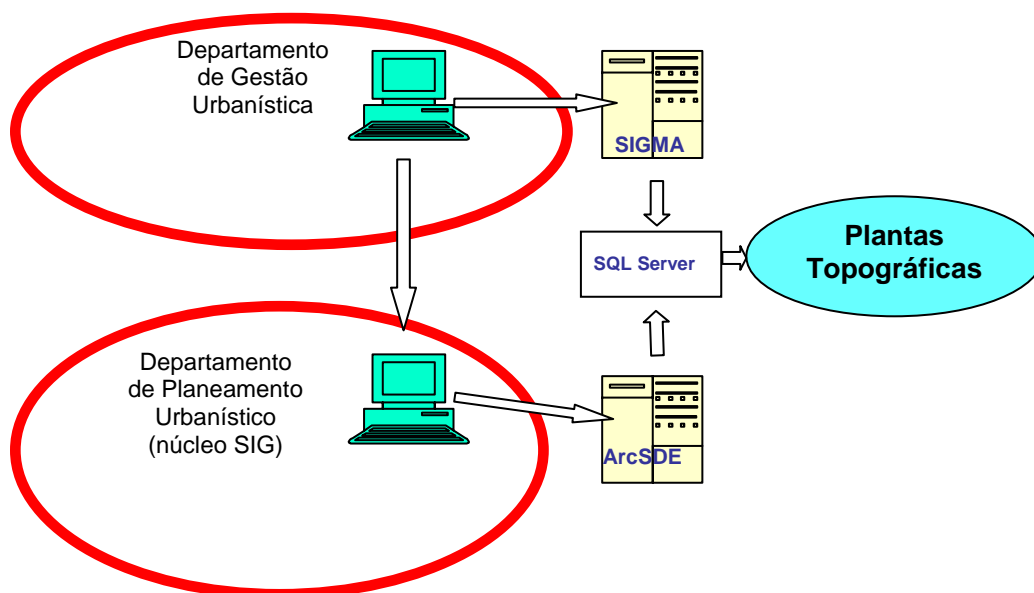 Departamento
de Gestão
Urbanística
SIGMA
SQL Server
Plantas
Topográficas
Departamento
de Planeamento
Urbanístico
(núcleo SIG)
ArcSDE